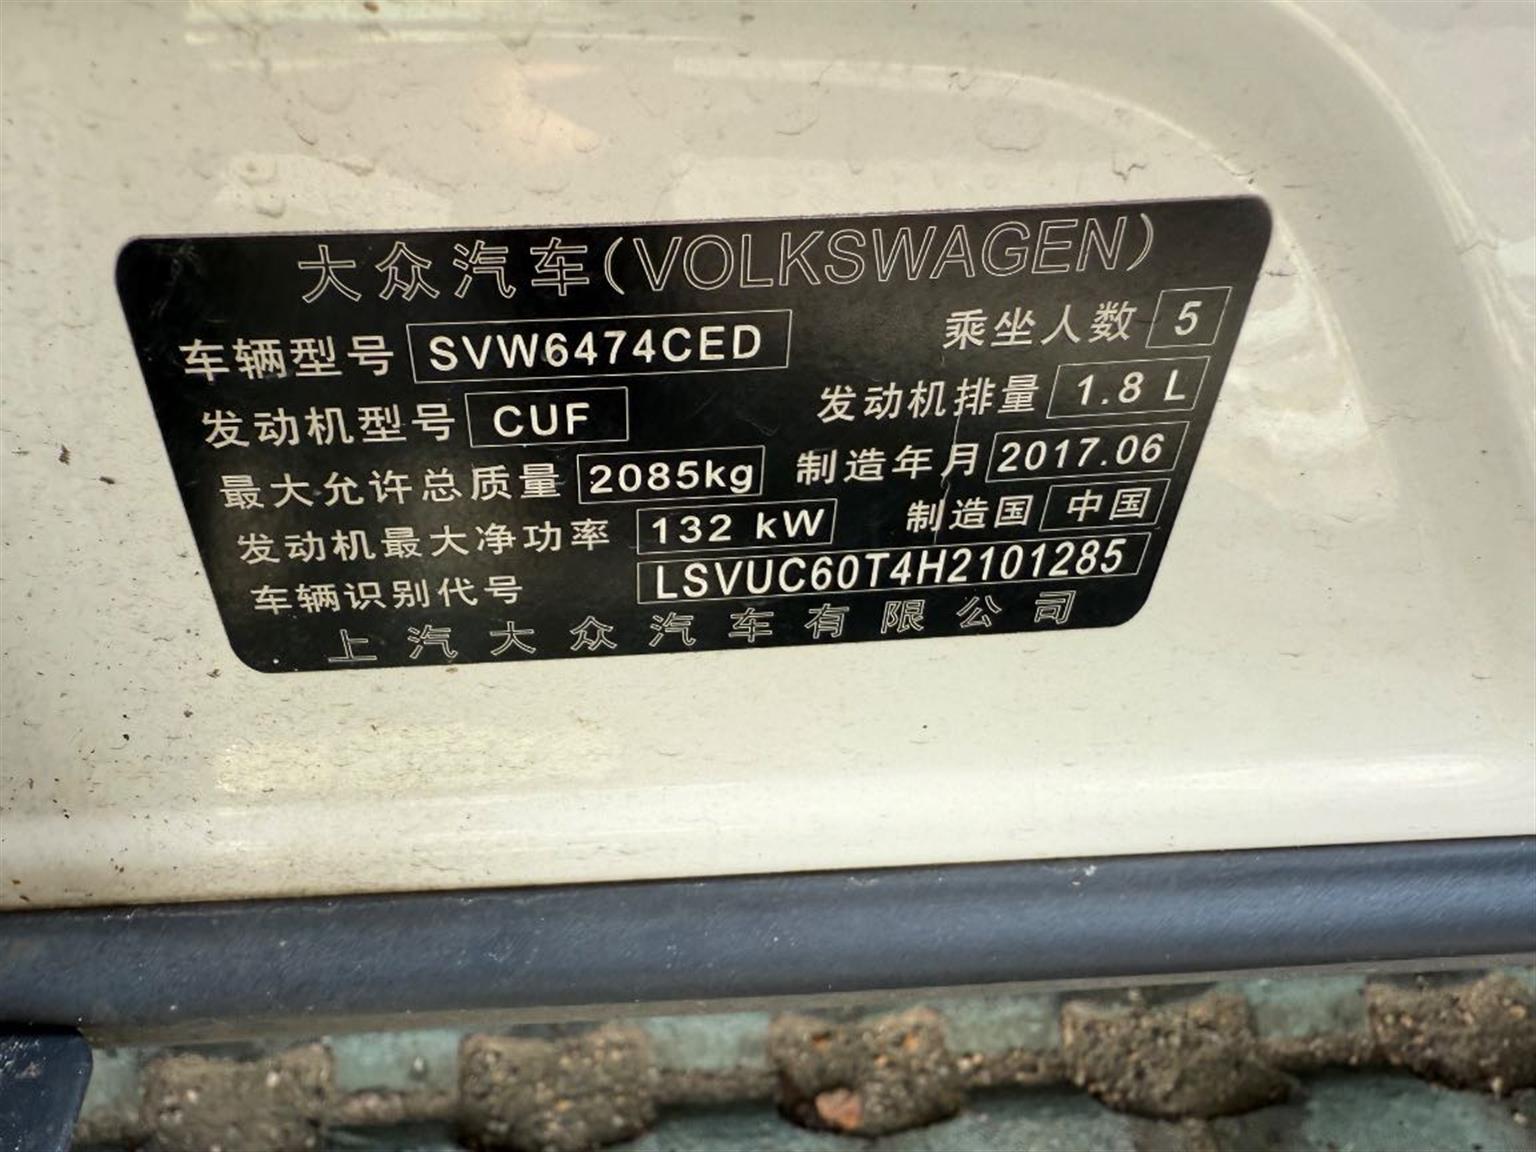 大众汽车(VOLKSWAGEN)
车辆型号 SVW6474CED 乘坐人数 5
发动机型号 CUF 发动机排量 1.8 L
最大允许总质量 2085kg 制造年月 2017.06
发动机最大净功率 132 kW 制造国 中国
车辆识别代号 LSVUC60T4H2101285
上汽大众汽车有限公司